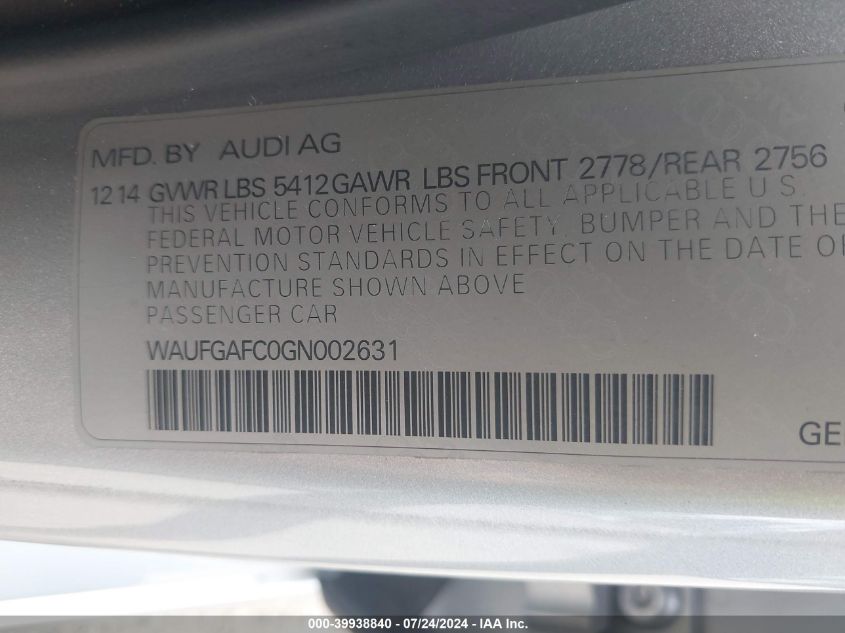 MFD. BY AUDI AG
12 14 GVWR LBS 5412 GAWR LBS FRONT 2778/REAR 2756
THIS VEHICLE CONFORMS TO ALL APPLICABLE U S.
FEDERAL MOTOR VEHICLE SAFETY, BUMPER AND THE
PREVENTION STANDARDS IN EFFECT ON THE DATE O
MANUFACTURE SHOWN ABOVE
PASSENGER CAR
WAUFGAFC0GN002631
GE
000-39938840 - 07/24/2024 - IAA Inc.